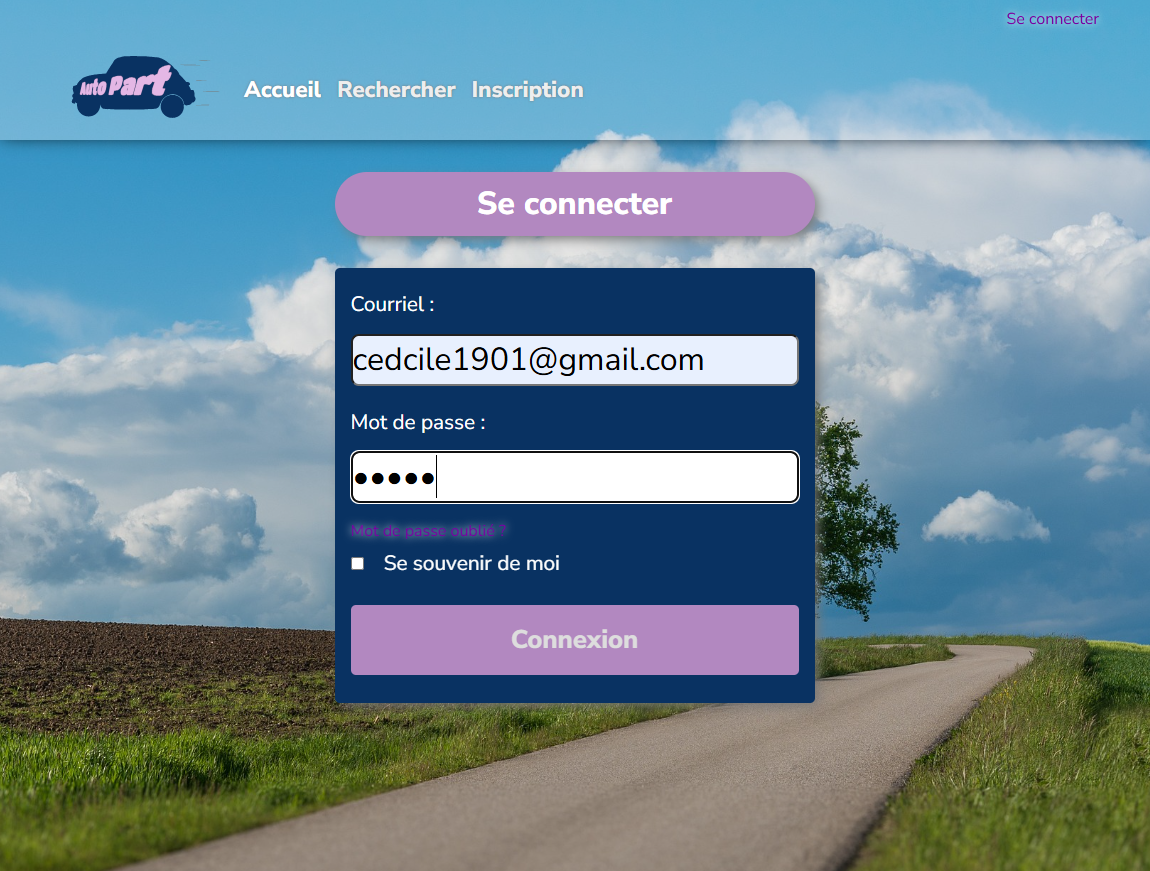 Se connecter
Auto Part
Accueil Rechercher Inscription
Se connecter
Courriel :
cedcile1901@gmail.com
Mot de passe :
●●●●●
Mot de passe oublié ?
Se souvenir de moi
Connexion